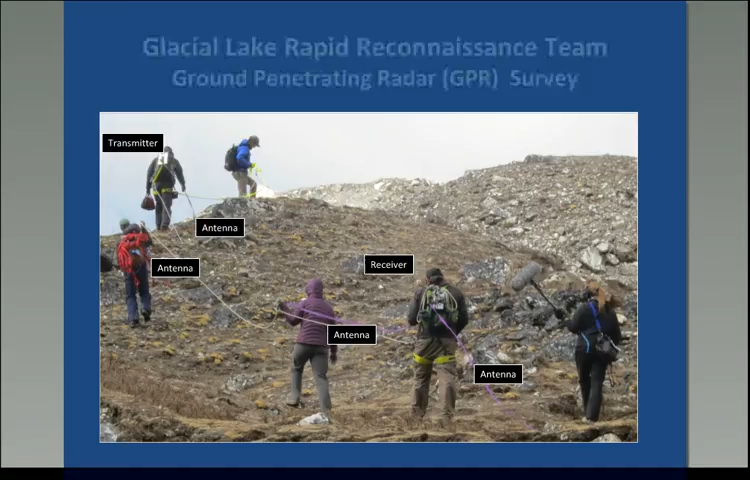 Glacial Lake Rapid Reconnaissance Team
Ground Penetrating Radar (GPR) Survey
Transmitter
Antenna
Antenna
Receiver
Antenna
Antenna